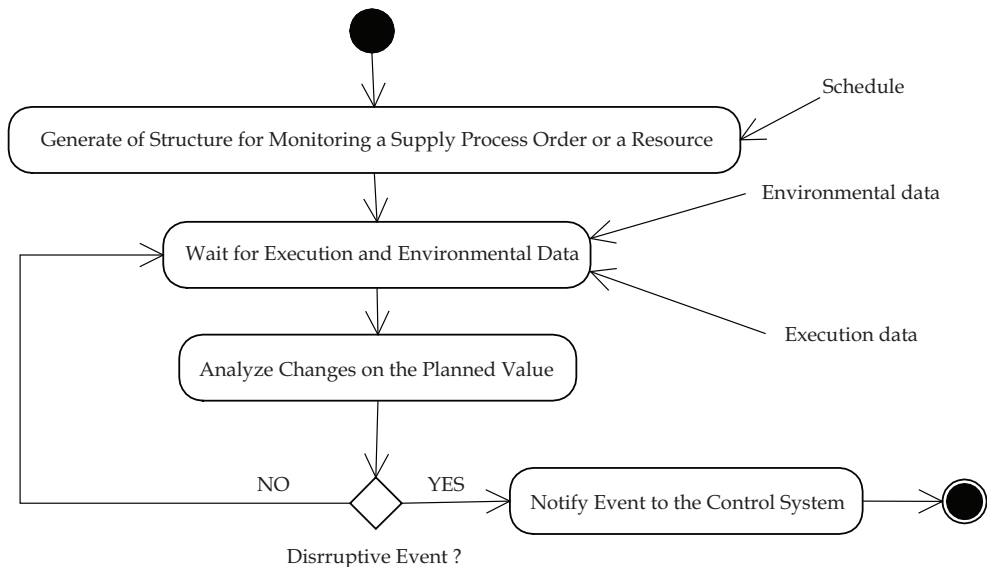 Schedule
Generate of Structure for Monitoring a Supply Process Order or a Resource
Environmental data
Wait for Execution and Environmental Data
Execution data
Analyze Changes on the Planned Value
NO
YES
Notify Event to the Control System
Disrruptive Event ?